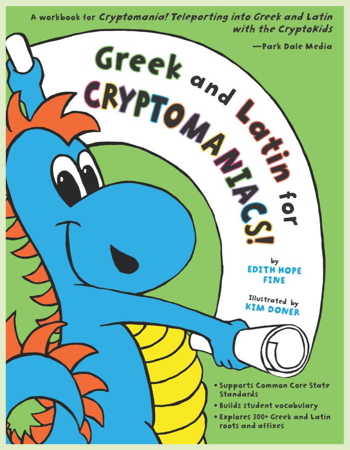 A workbook for Cryptomania! Teleporting into Greek and Latin
with the CryptoKids
—Park Dale Media
Greek and Latin for
CRYPTOMANIACS!
by
EDITH HOPE
FINE
Illustrated by
KIM DONER
• Supports Common Core State
Standards
• Builds student vocabulary
• Explores 300+ Greek and Latin
roots and affixes